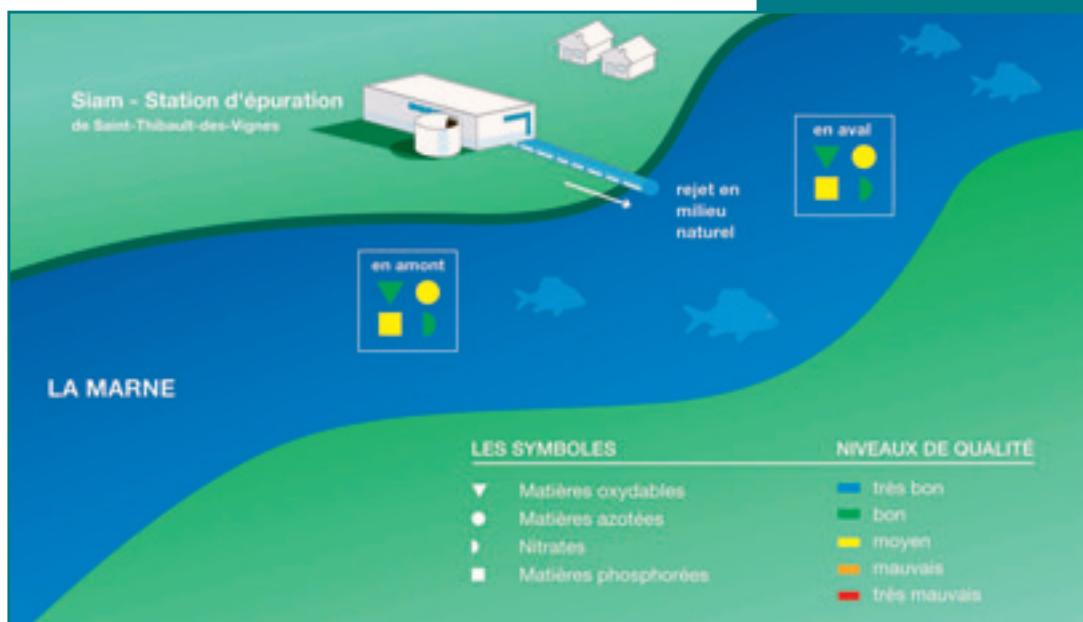 Siam - Station d'épuration
de Saint-Thibault-des-Vignes
en aval
rejet en
milieu
naturel
en amont
LA MARNE
LES SYMBOLES
Matières oxydables
Matières azotées
Nitrates
Matières phosphorées
NIVEAUX DE QUALITÉ
très bon
bon
moyen
mauvais
très mauvais